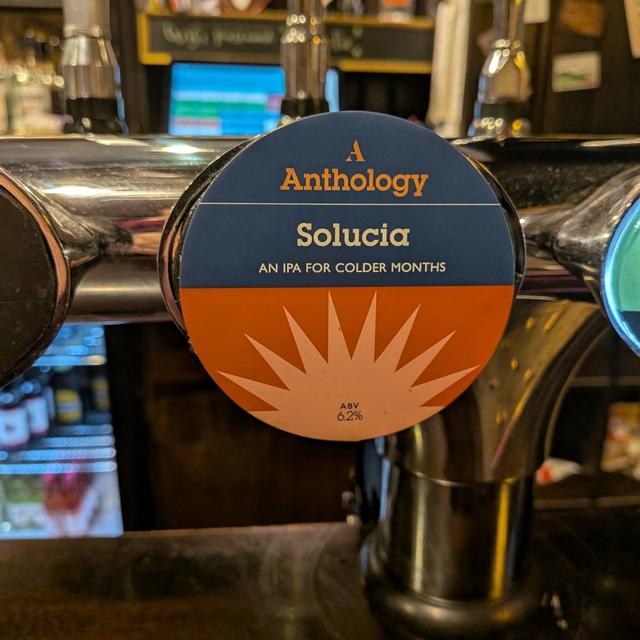 A
Anthology
Solucia
AN IPA FOR COLDER MONTHS
ABV
6.2%